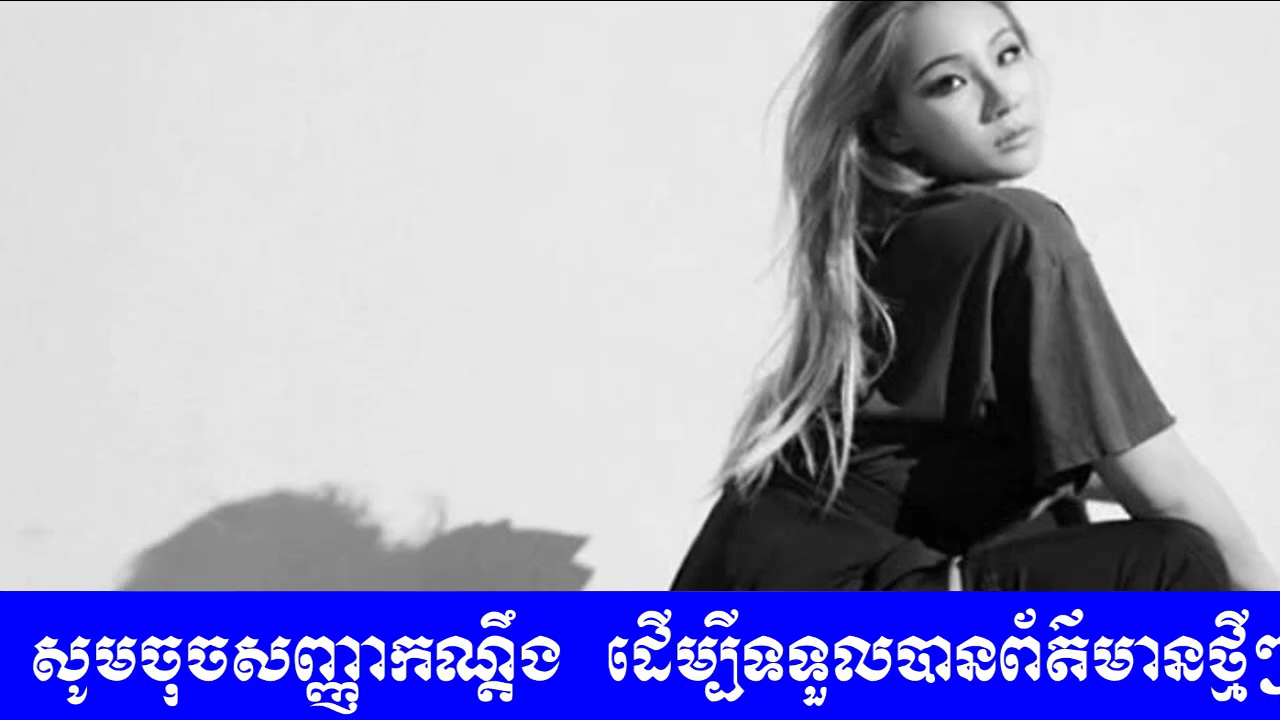 សូមចុចសញ្ញាកណ្ដឹង ដើម្បីទទួលបានព័ត៌មានថ្មីៗ